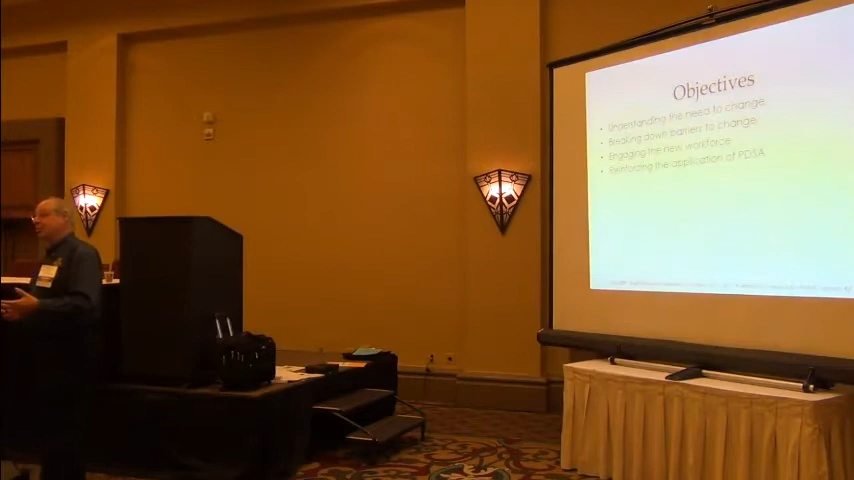 Objectives
• Understanding the need to change
• Breaking down barriers to change
• Engaging the new workforce
• Reinforcing the application of PDSA